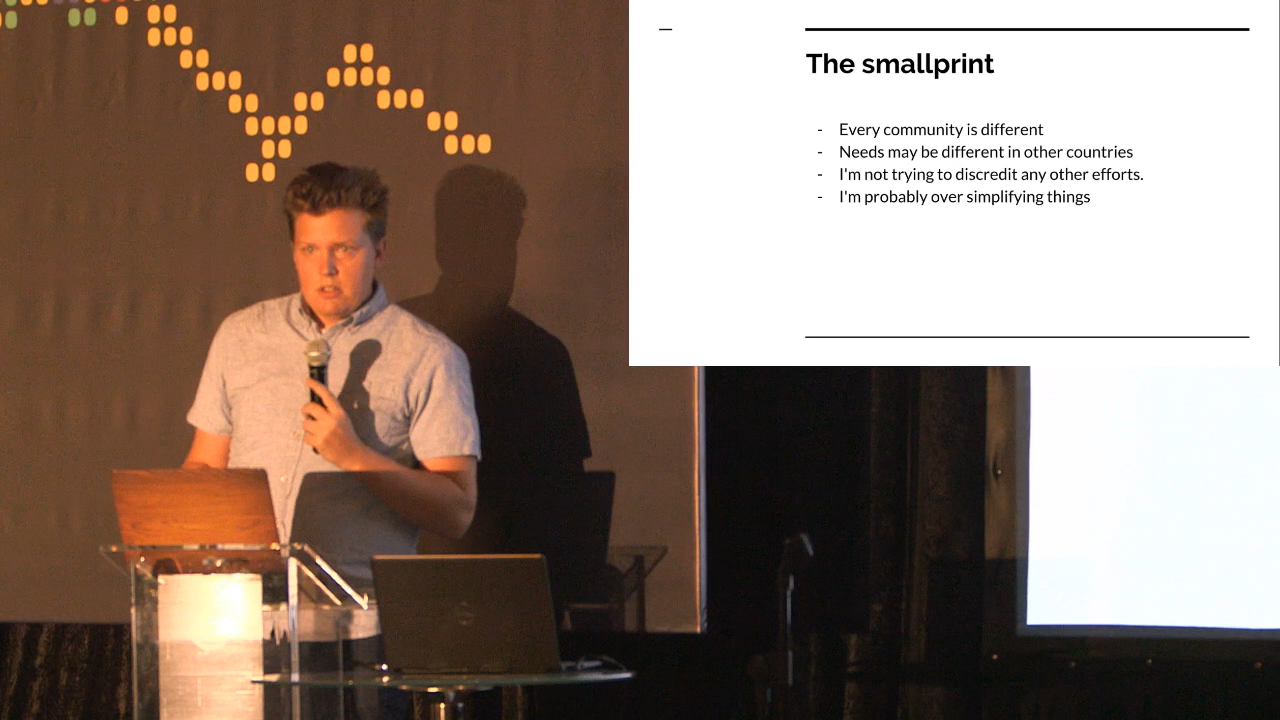 The smallprint
- Every community is different
- Needs may be different in other countries
- I'm not trying to discredit any other efforts.
- I'm probably over simplifying things